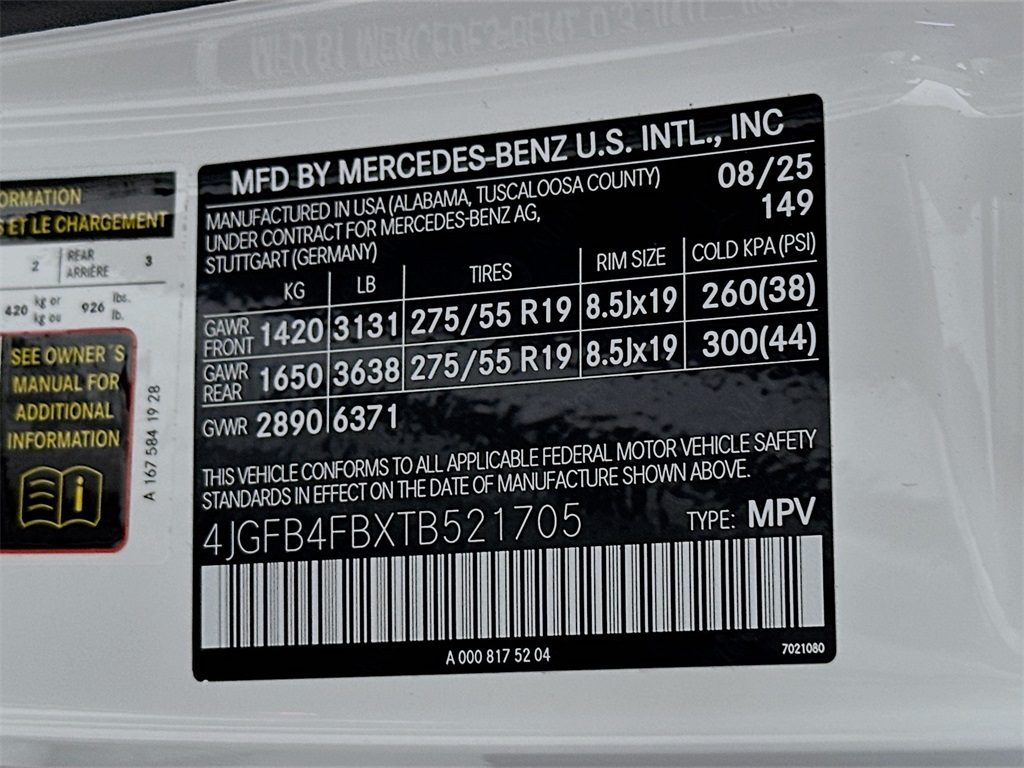 MFD BY MERCEDES-BENZ U.S. INTL., INC
MANUFACTURED IN USA (ALABAMA, TUSCALOOSA COUNTY) 08/25
UNDER CONTRACT FOR MERCEDES-BENZ AG, 149
STUTTGART (GERMANY)
KG LB TIRES RIM SIZE COLD KPA (PSI)
GAWR FRONT 1420 3131 275/55 R19 8.5Jx19 260(38)
GAWR REAR 1650 3638 275/55 R19 8.5Jx19 300(44)
GWR 2890 6371
THIS VEHICLE CONFORMS TO ALL APPLICABLE FEDERAL MOTOR VEHICLE SAFETY
STANDARDS IN EFFECT ON THE DATE OF MANUFACTURE SHOWN ABOVE.
4JGFB4FBXTB521705 TYPE: MPV
A 000 817 52 04
7021080
ET LE CHARGEMENT
2 REAR ARRIÈRE 3
420 kg or kg ou 926 lbs. lb.
SEE OWNER´S
MANUAL FOR
ADDITIONAL
INFORMATION
i
A 167 584 19 28